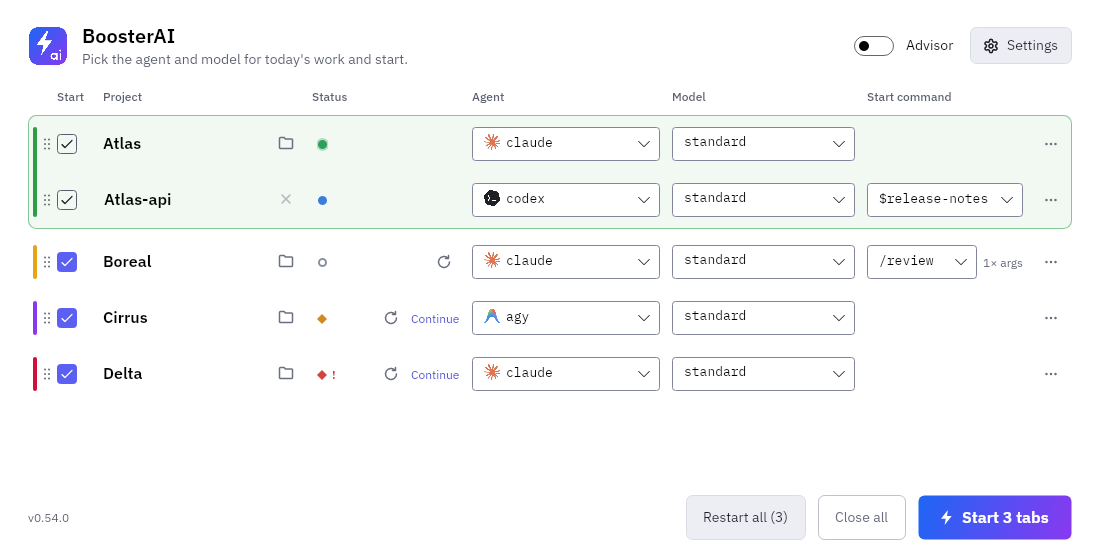 ai
BoosterAI
Pick the agent and model for today's work and start.
Advisor
Settings
Start Project Status Agent Model Start command
Atlas claude standard
Atlas-api codex standard $release-notes
Boreal claude standard /review 1× args
Cirrus Continue agy standard
Delta ! Continue claude standard
v0.54.0
Restart all (3)
Close all
Start 3 tabs